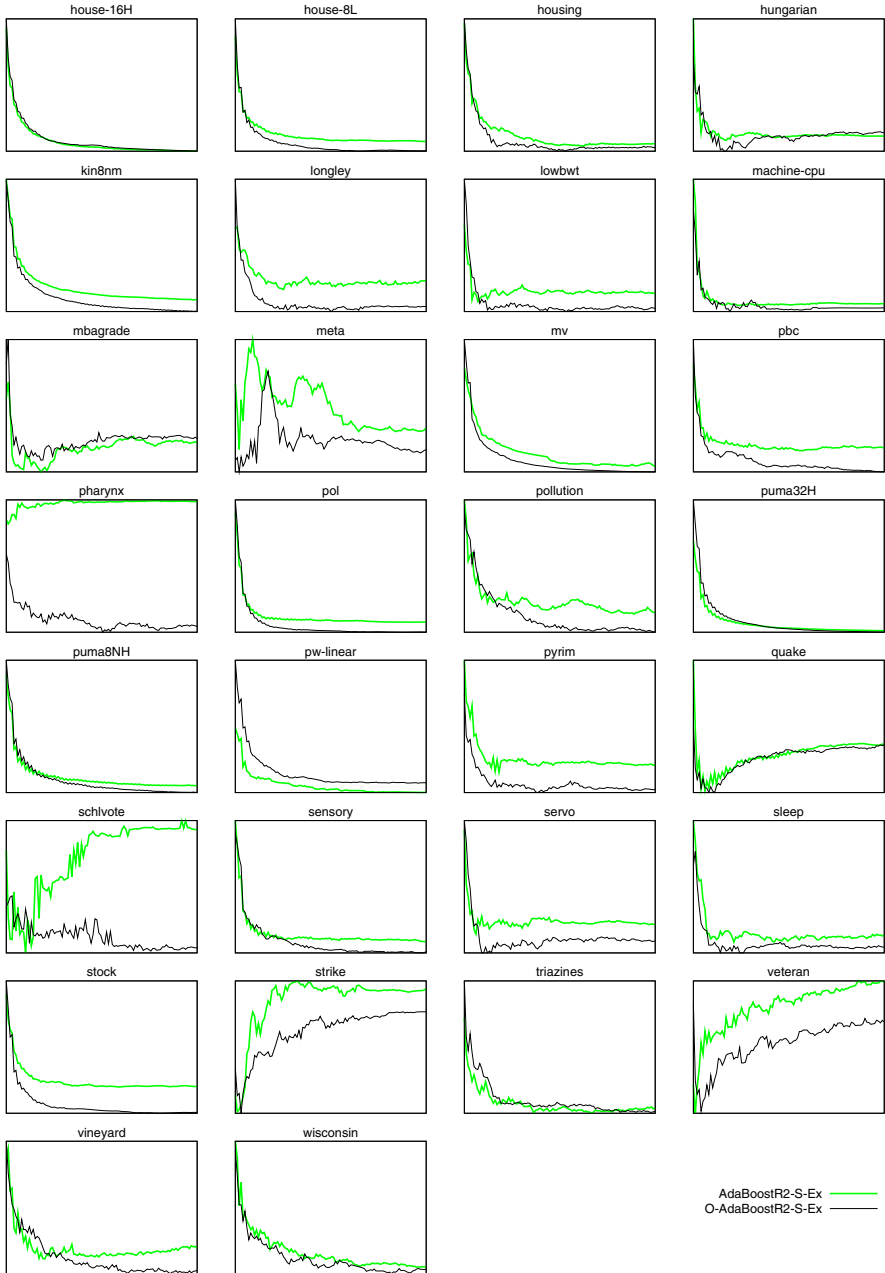 house-16H
house-8L
housing
hungarian
kin8nm
longley
lowbwt
machine-cpu
mbagrade
meta
mv
pbc
pharynx
pol
pollution
puma32H
puma8NH
pw-linear
pyrim
quake
schlvote
sensory
servo
sleep
stock
strike
triazines
veteran
vineyard
wisconsin
AdaBoostR2-S-Ex
O-AdaBoostR2-S-Ex